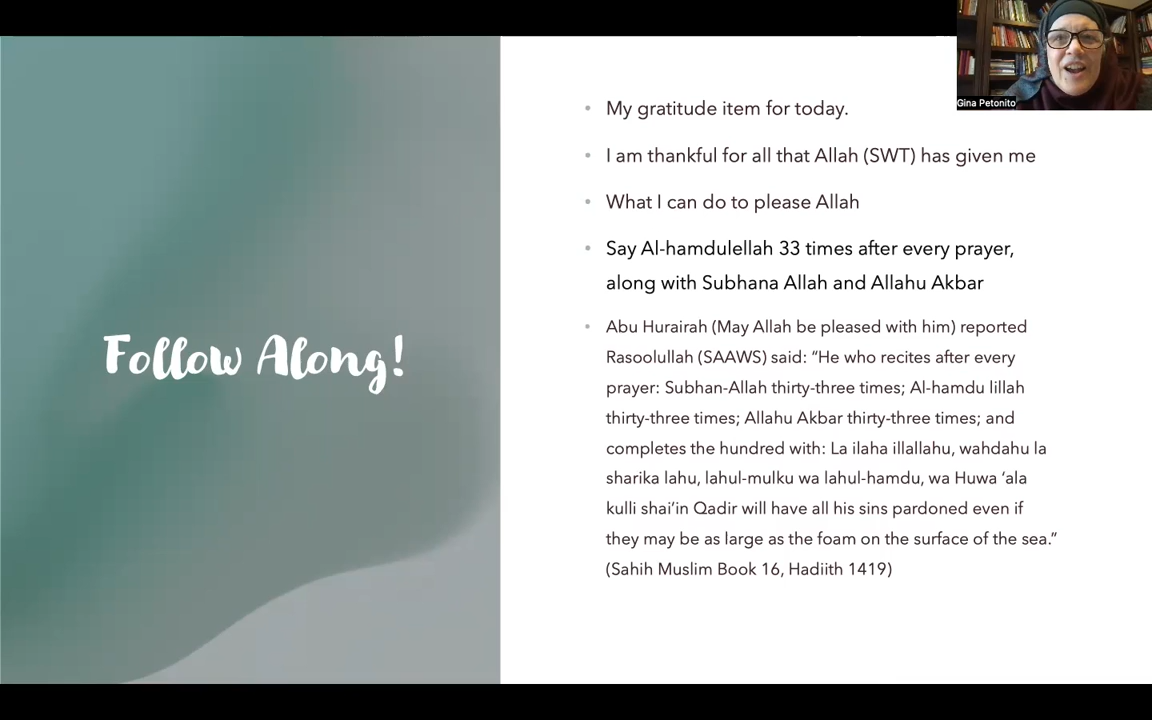 Gina Petonito
Follow Along!
My gratitude item for today.
I am thankful for all that Allah (SWT) has given me
What I can do to please Allah
Say Al-hamdulellah 33 times after every prayer,
along with Subhana Allah and Allahu Akbar
Abu Hurairah (May Allah be pleased with him) reported
Rasoolullah (SAAWS) said: “He who recites after every
prayer: Subhan-Allah thirty-three times; Al-hamdu lillah
thirty-three times; Allahu Akbar thirty-three times; and
completes the hundred with: La ilaha illallahu, wahdahu la
sharika lahu, lahul-mulku wa lahul-hamdu, wa Huwa ‘ala
kulli shai’in Qadir will have all his sins pardoned even if
they may be as large as the foam on the surface of the sea.”
(Sahih Muslim Book 16, Hadiith 1419)